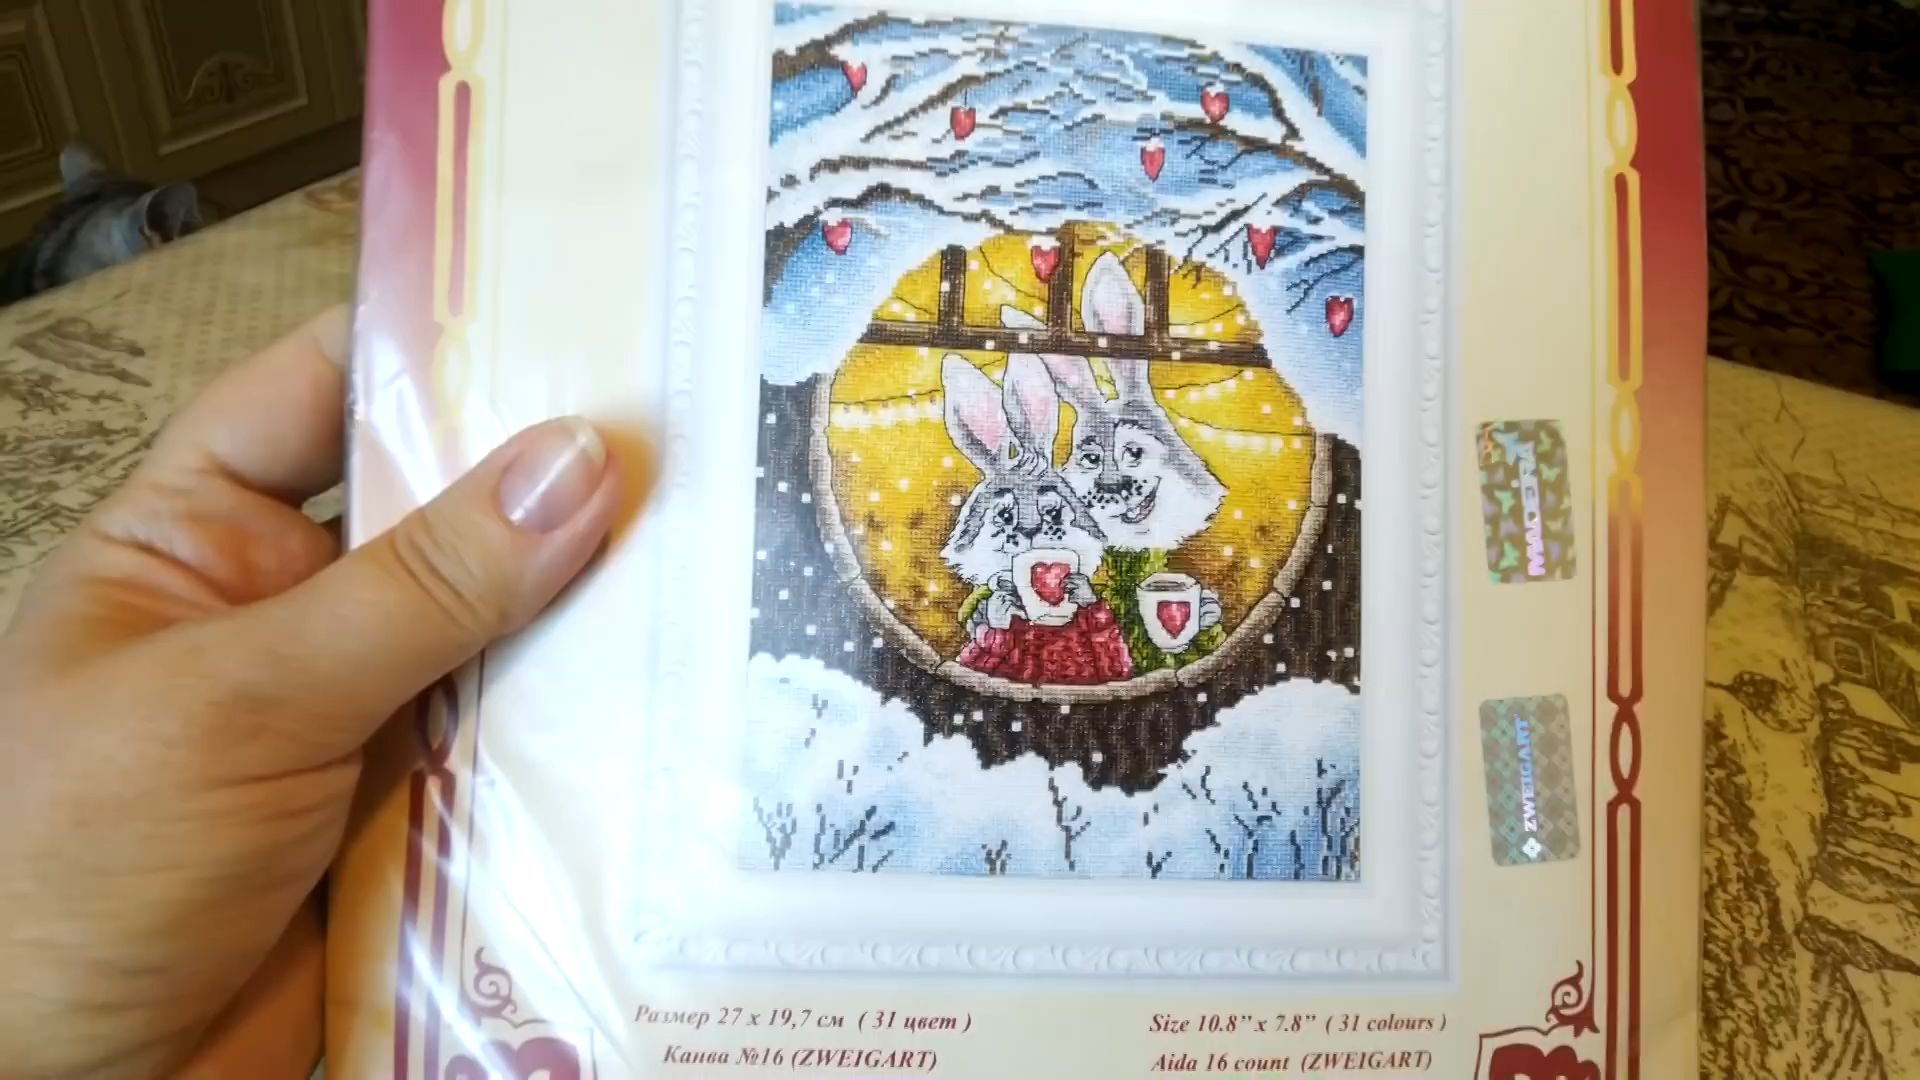 MADEIRA
ZWEIGART
Размер 27 x 19,7 см ( 31 цвет )
Канва №16 (ZWEIGART)
Size 10.8” x 7.8” ( 31 colours )
Aida 16 count (ZWEIGART)